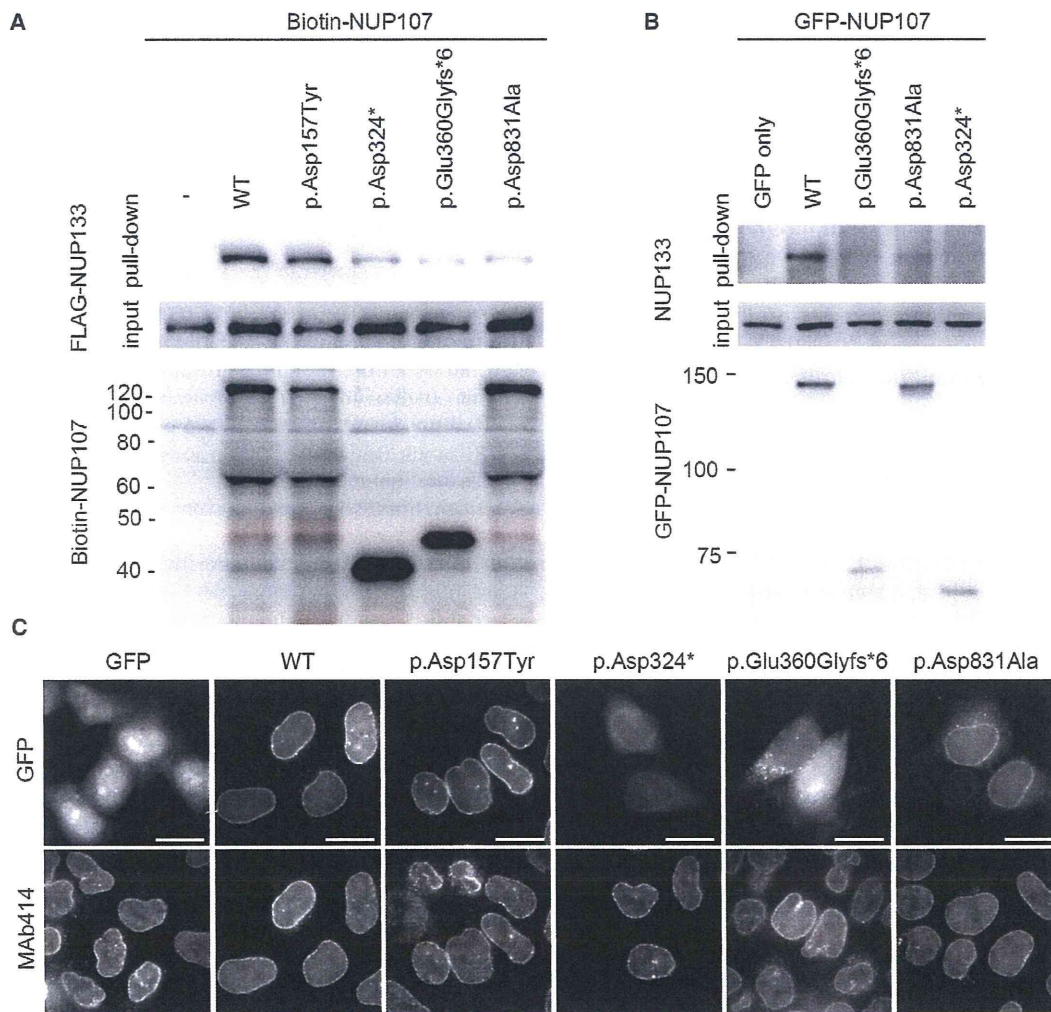 A
Biotin-NUP107
-
WT
p.Asp157Tyr
p.Asp324*
p.Glu360Glyfs*6
p.Asp831Ala
FLAG-NUP133
pull-down
input
Biotin-NUP107
120 -
100 -
80 -
60 -
50 -
40 -
B
GFP-NUP107
GFP only
WT
p.Glu360Glyfs*6
p.Asp831Ala
p.Asp324*
NUP133
pull-down
input
GFP-NUP107
150 -
100 -
75 -
C
GFP
WT
p.Asp157Tyr
p.Asp324*
p.Glu360Glyfs*6
p.Asp831Ala
GFP
MAb414